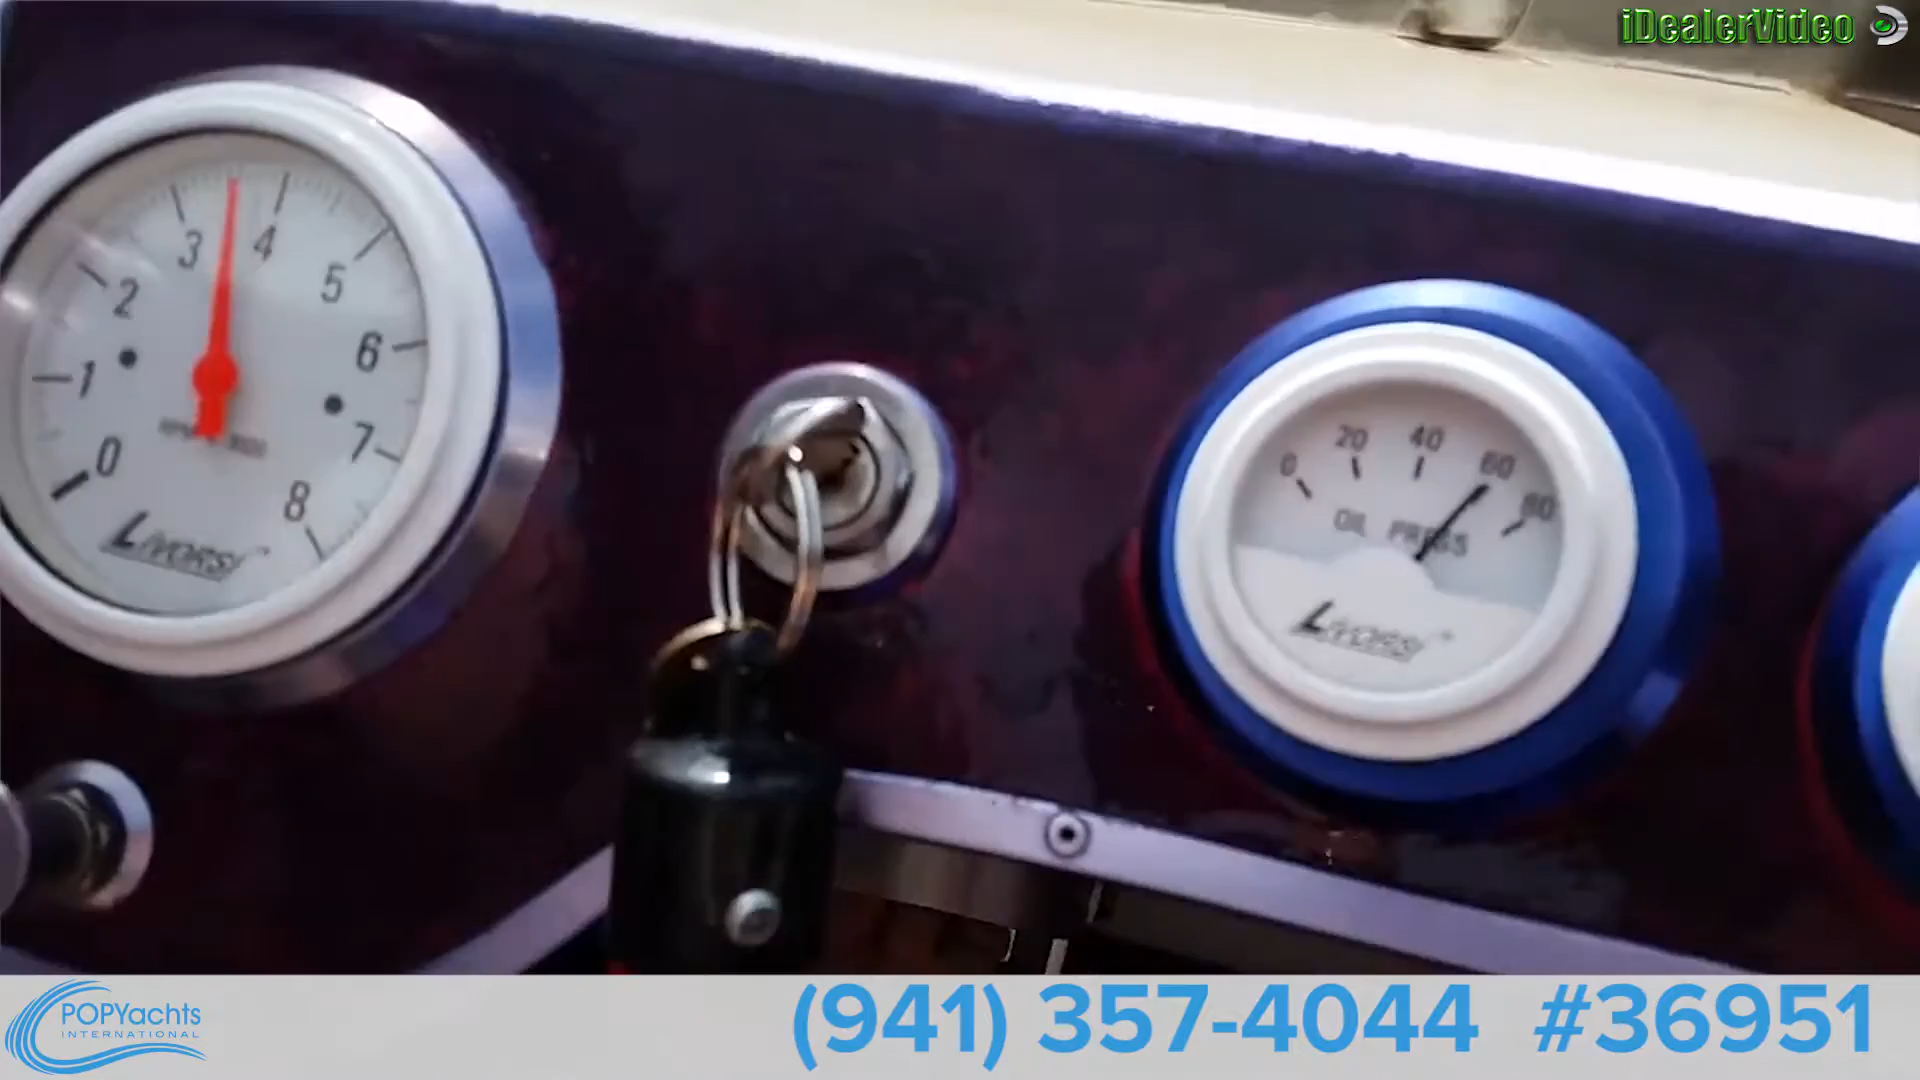 iDealerVideo
0 1 2 3 4 5 6 7 8
LIVORSI
0 20 40 60 80
OIL PRESS
LIVORSI
POPYachts
INTERNATIONAL
(941) 357-4044 #36951